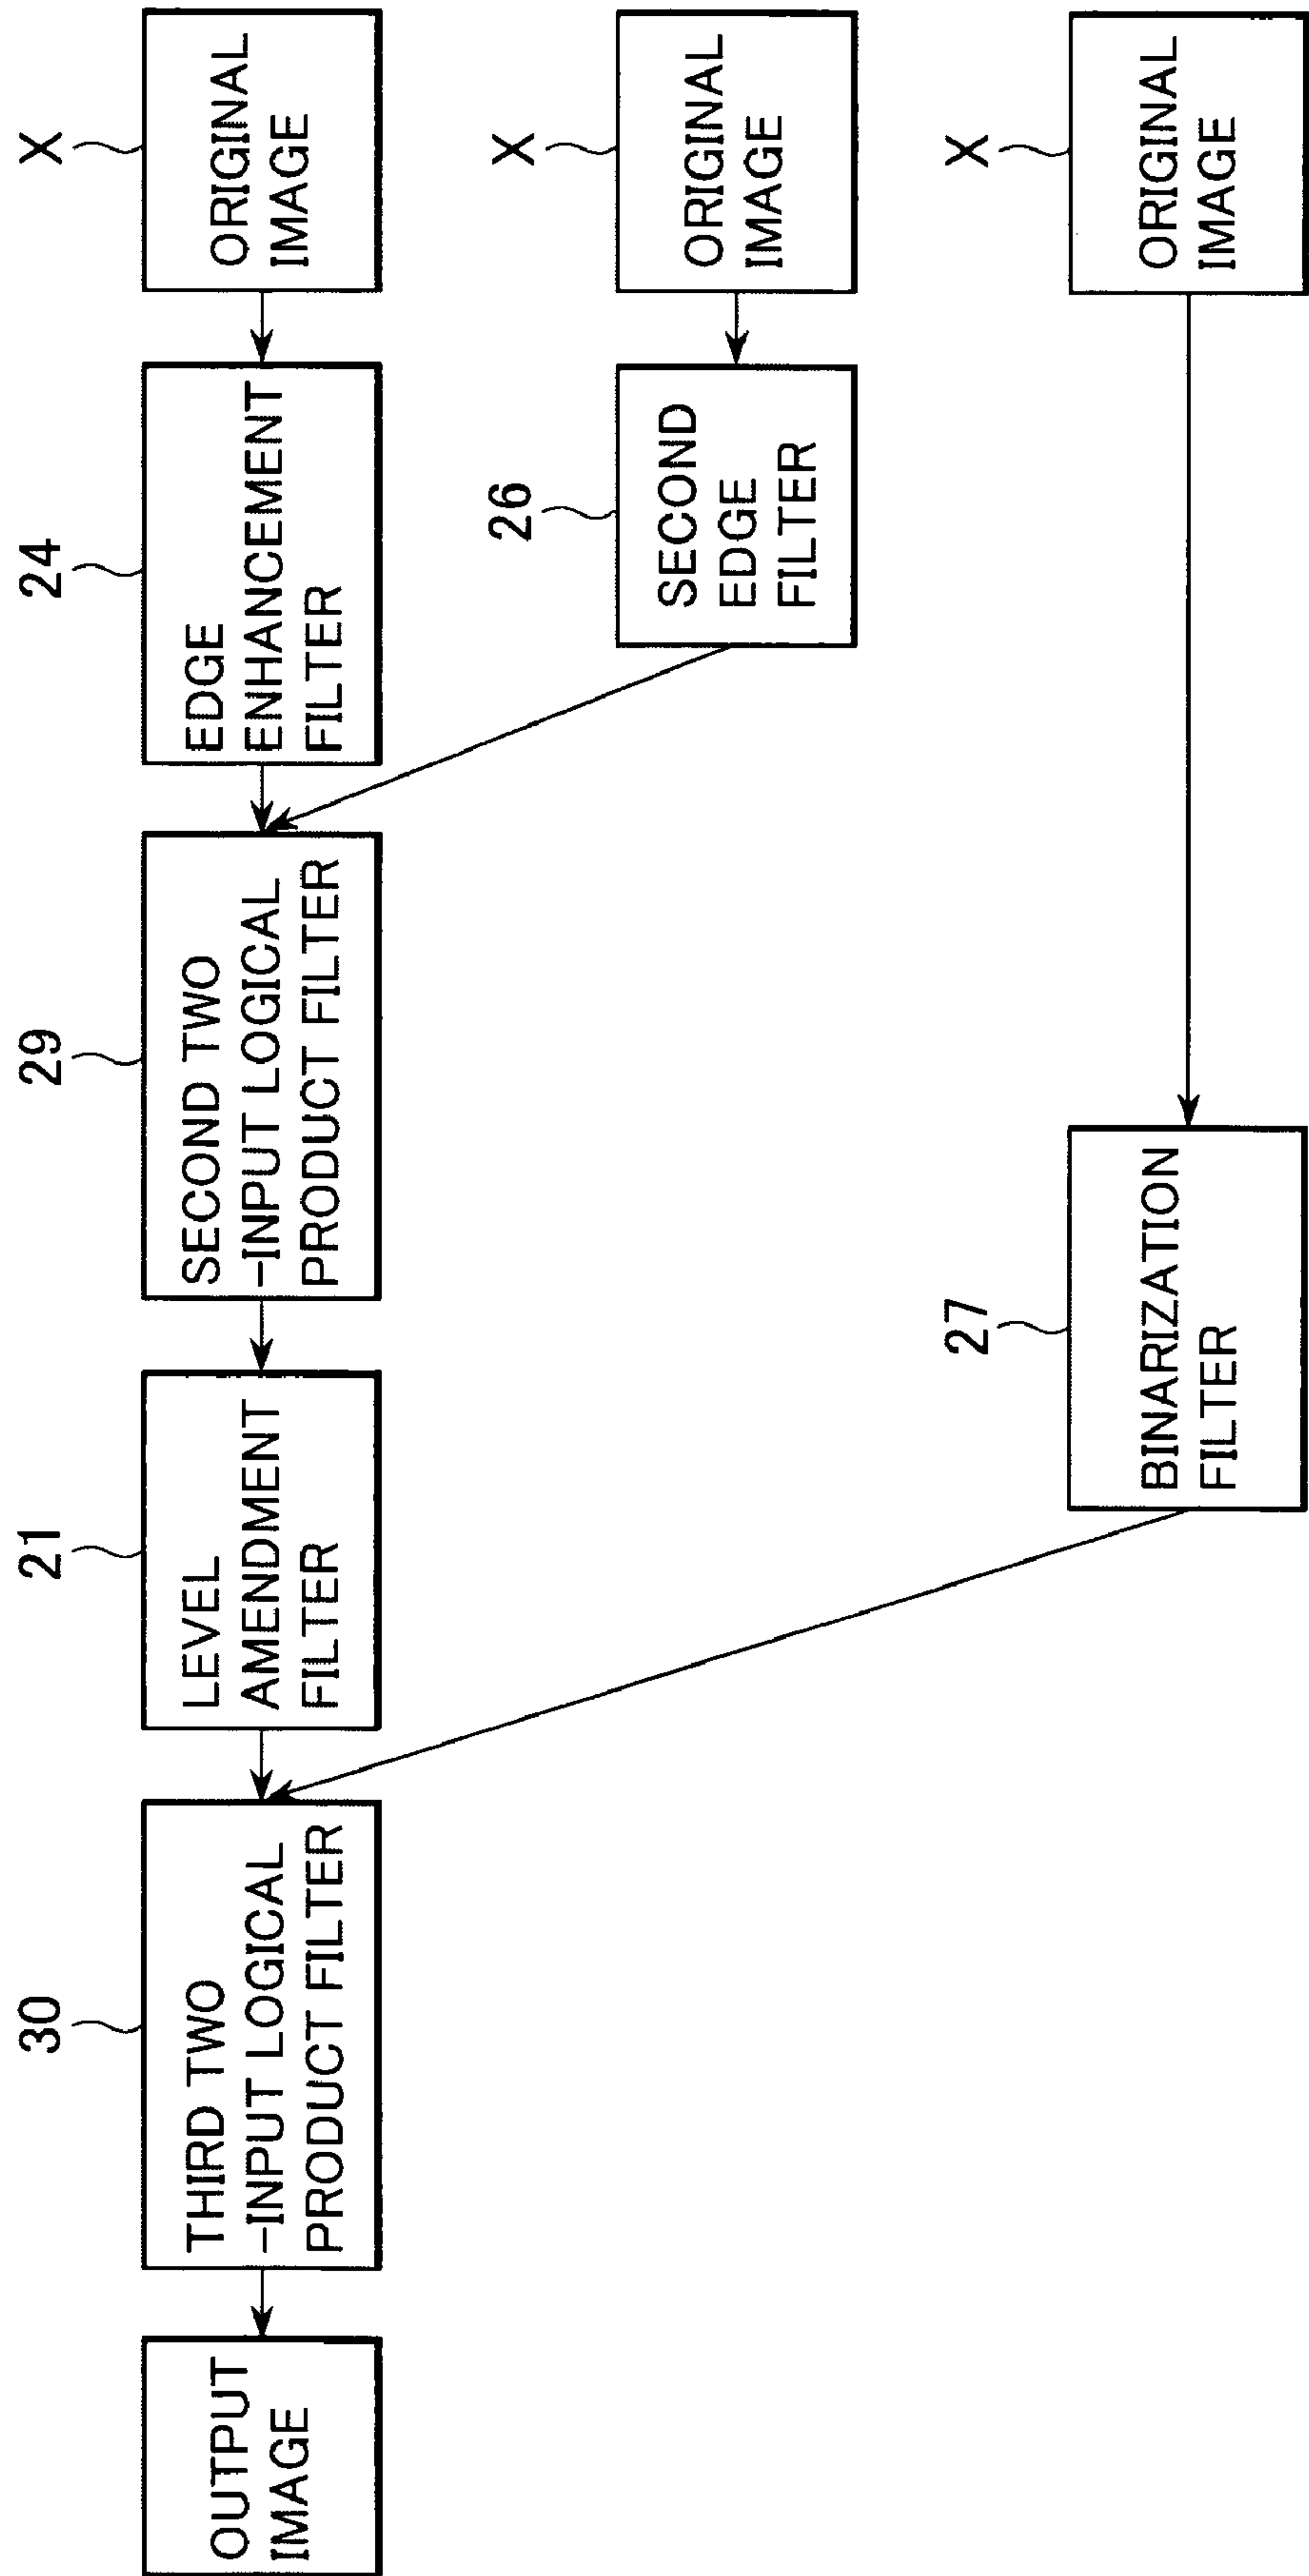 X
ORIGINAL
IMAGE
24
EDGE
ENHANCEMENT
FILTER
29
SECOND TWO
-INPUT LOGICAL
PRODUCT FILTER
21
LEVEL
AMENDMENT
FILTER
30
THIRD TWO
-INPUT LOGICAL
PRODUCT FILTER
OUTPUT
IMAGE
X
ORIGINAL
IMAGE
26
SECOND
EDGE
FILTER
X
ORIGINAL
IMAGE
27
BINARIZATION
FILTER